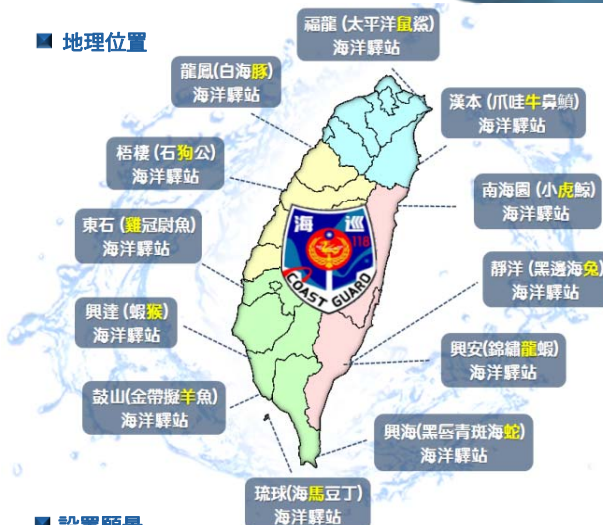 地理位置
福龍 (太平洋鼠鯊)
海洋驛站
龍鳳(白海豚)
海洋驛站
漢本 (爪哇牛鼻鱝)
海洋驛站
梧棲 (石狗公)
海洋驛站
南海園 (小虎鯨)
海洋驛站
東石 (雞冠尉魚)
海洋驛站
海巡
118
COAST GUARD
靜洋 (黑邊海兔)
海洋驛站
興達 (蝦猴)
海洋驛站
興安(錦繡龍蝦)
海洋驛站
鼓山(金帶擬羊魚)
海洋驛站
興海(黑唇青斑海蛇)
海洋驛站
琉球(海馬豆丁)
海洋驛站
設置願景